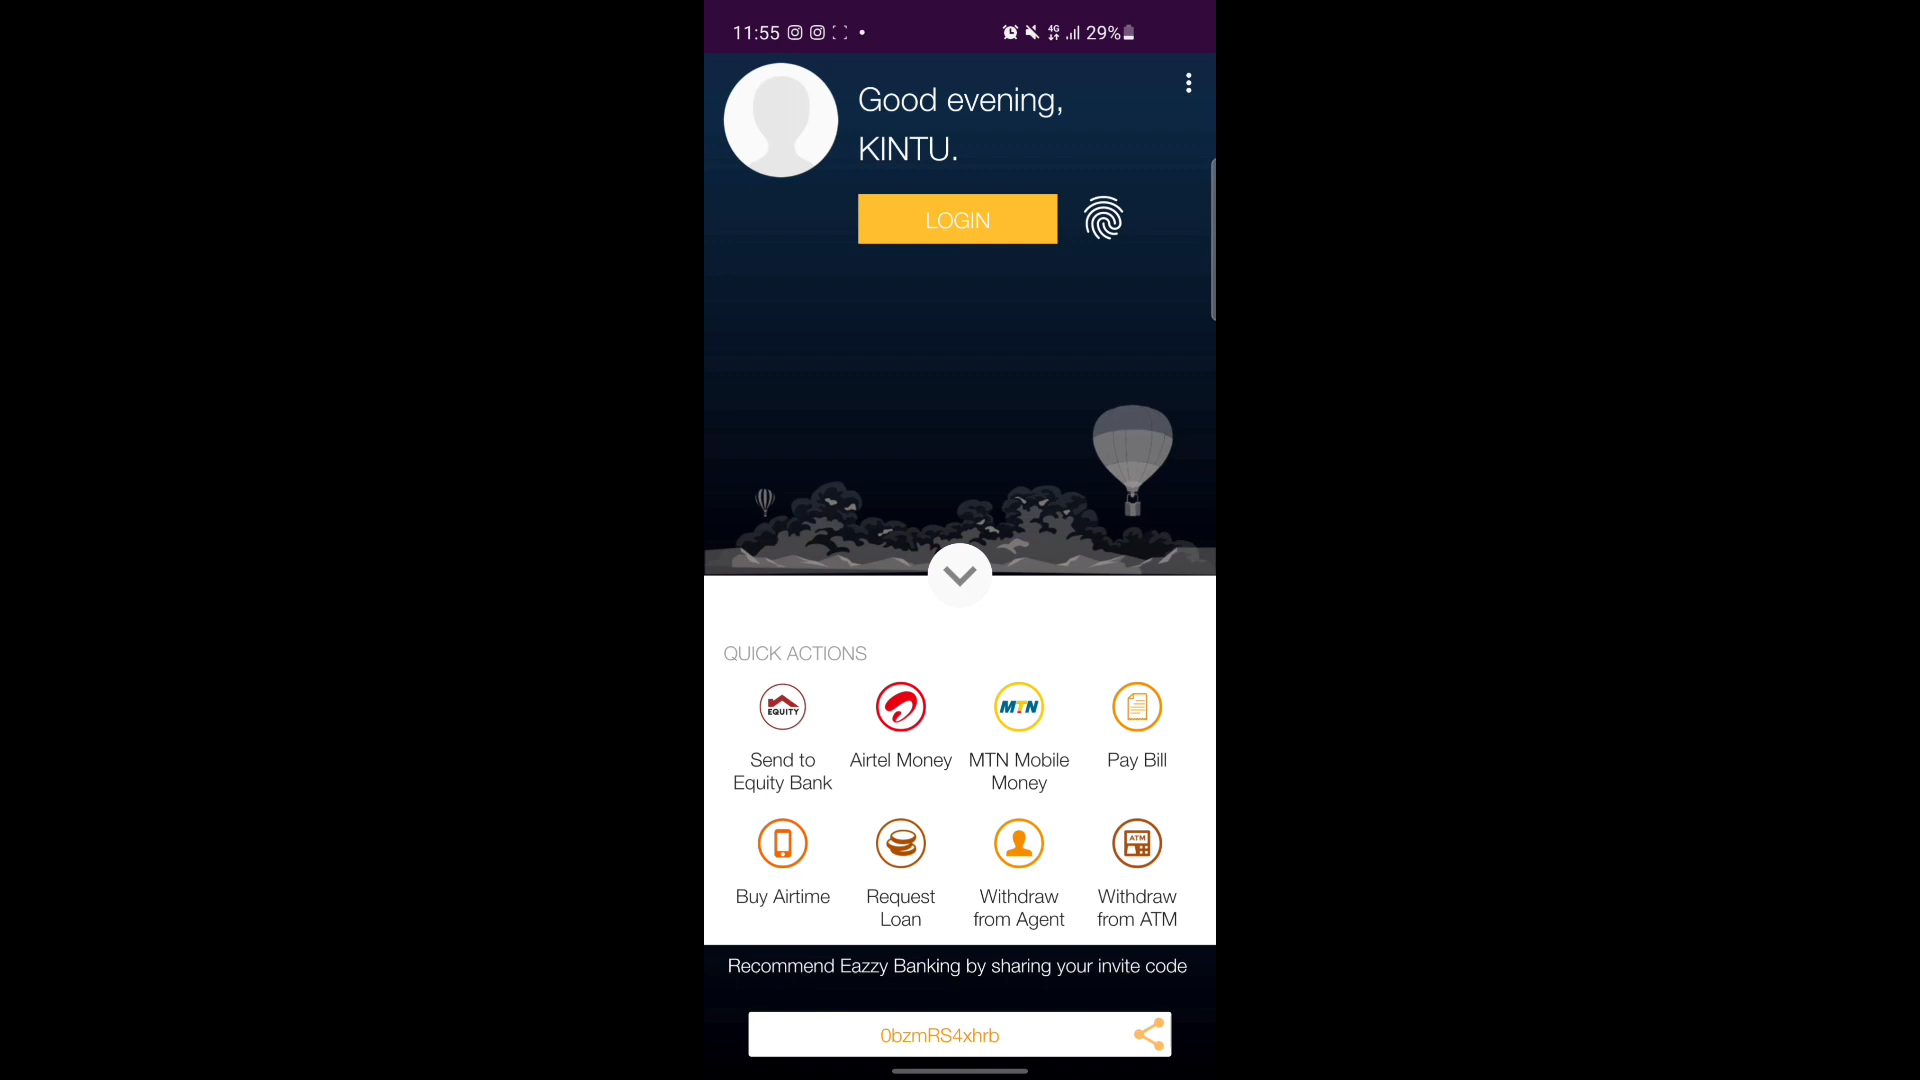 11:55
4G 29%
Good evening,
KINTU.
LOGIN
QUICK ACTIONS
EQUITY
MTN
Send to
Equity Bank
Airtel Money
MTN Mobile
Money
Pay Bill
ATM
Buy Airtime
Request
Loan
Withdraw
from Agent
Withdraw
from ATM
Recommend Eazzy Banking by sharing your invite code
0bzmRS4xhrb